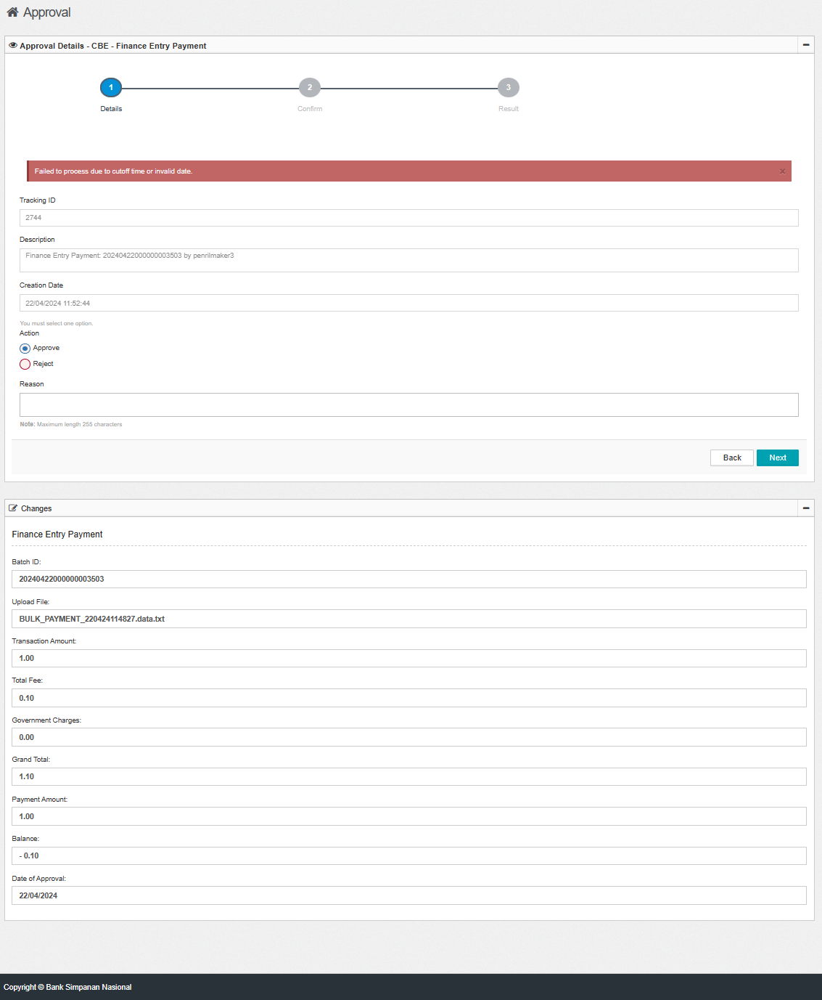 Approval
Approval Details - CBE - Finance Entry Payment
1
2
3
Details
Confirm
Result
Failed to process due to cutoff time or invalid date.
×
Tracking ID
2744
Description
Finance Entry Payment: 20240422000000003503 by penrilmaker3
Creation Date
22/04/2024 11:52:44
You must select one option.
Action
Approve
Reject
Reason
Note: Maximum length 255 characters
Back
Next
Changes
Finance Entry Payment
Batch ID:
20240422000000003503
Upload File:
BULK_PAYMENT_220424114827.data.txt
Transaction Amount:
1.00
Total Fee:
0.10
Government Charges:
0.00
Grand Total:
1.10
Payment Amount:
1.00
Balance:
- 0.10
Date of Approval:
22/04/2024
Copyright © Bank Simpanan Nasional